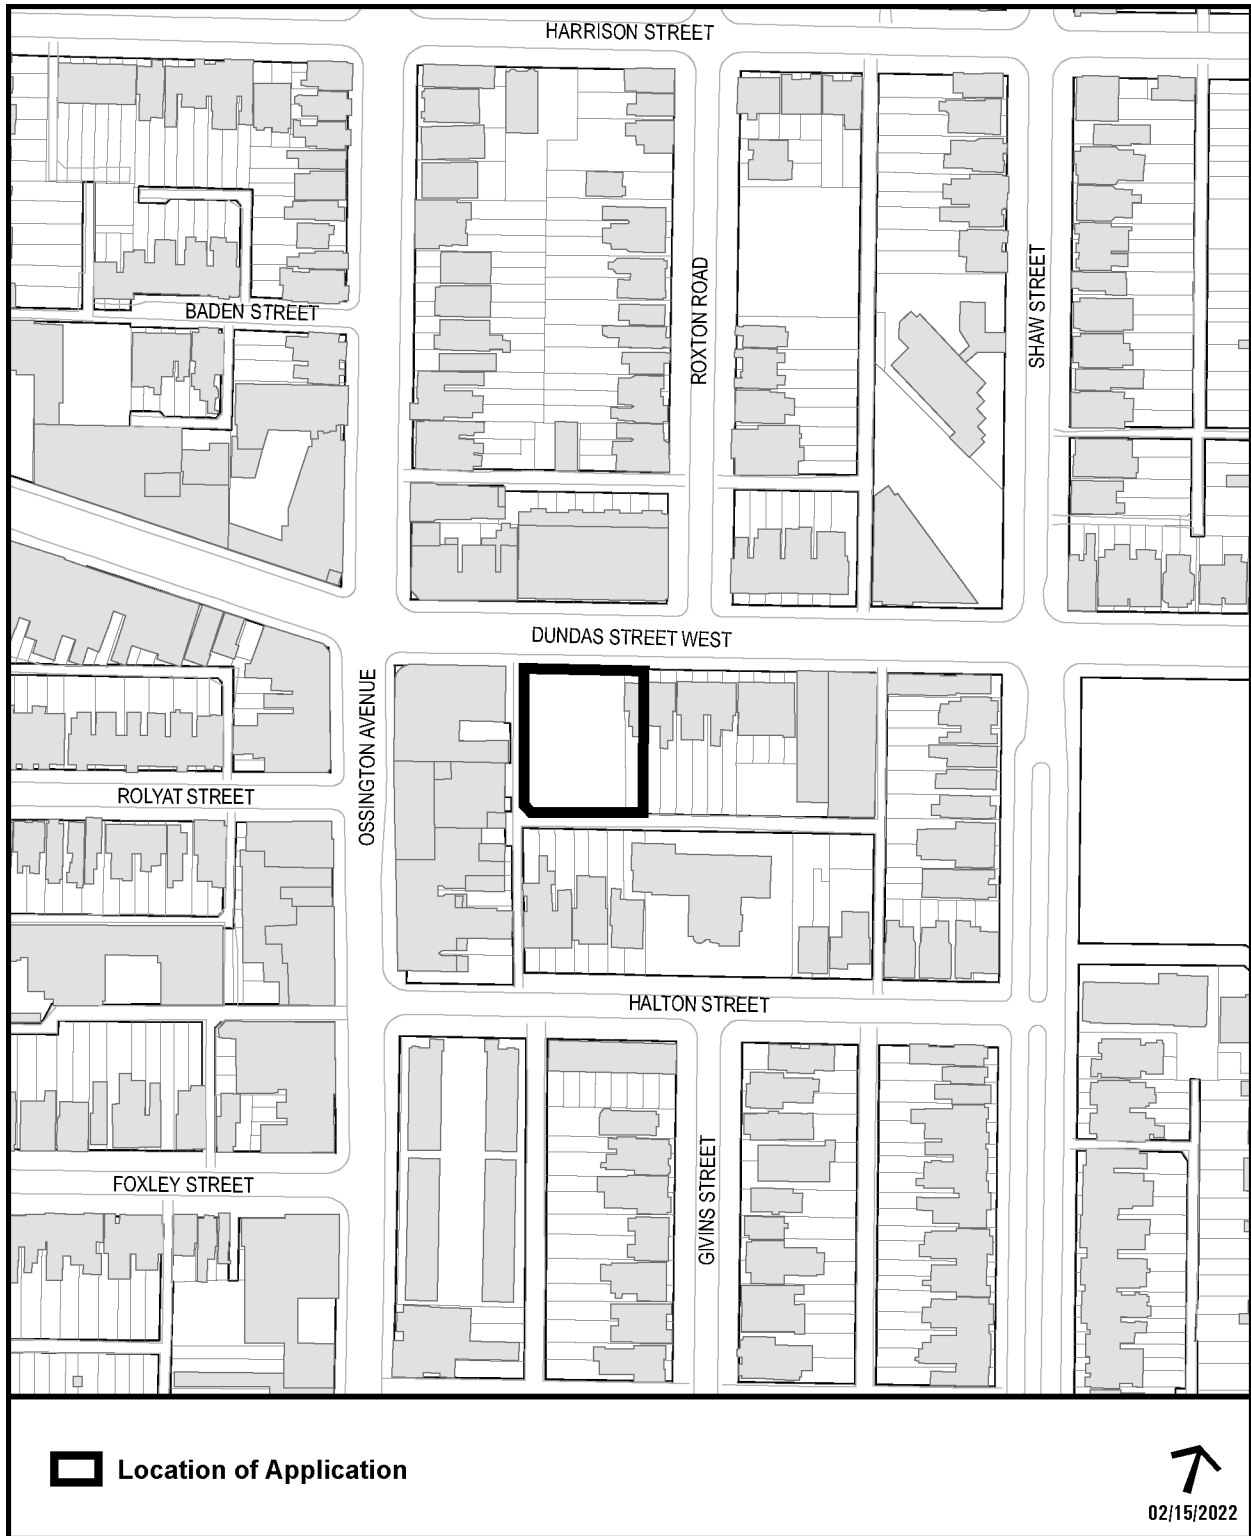 HARRISON STREET
BADEN STREET
ROXTON ROAD
SHAW STREET
DUNDAS STREET WEST
OSSINGTON AVENUE
ROLYAT STREET
HALTON STREET
GIVINS STREET
FOXLEY STREET
Location of Application
02/15/2022